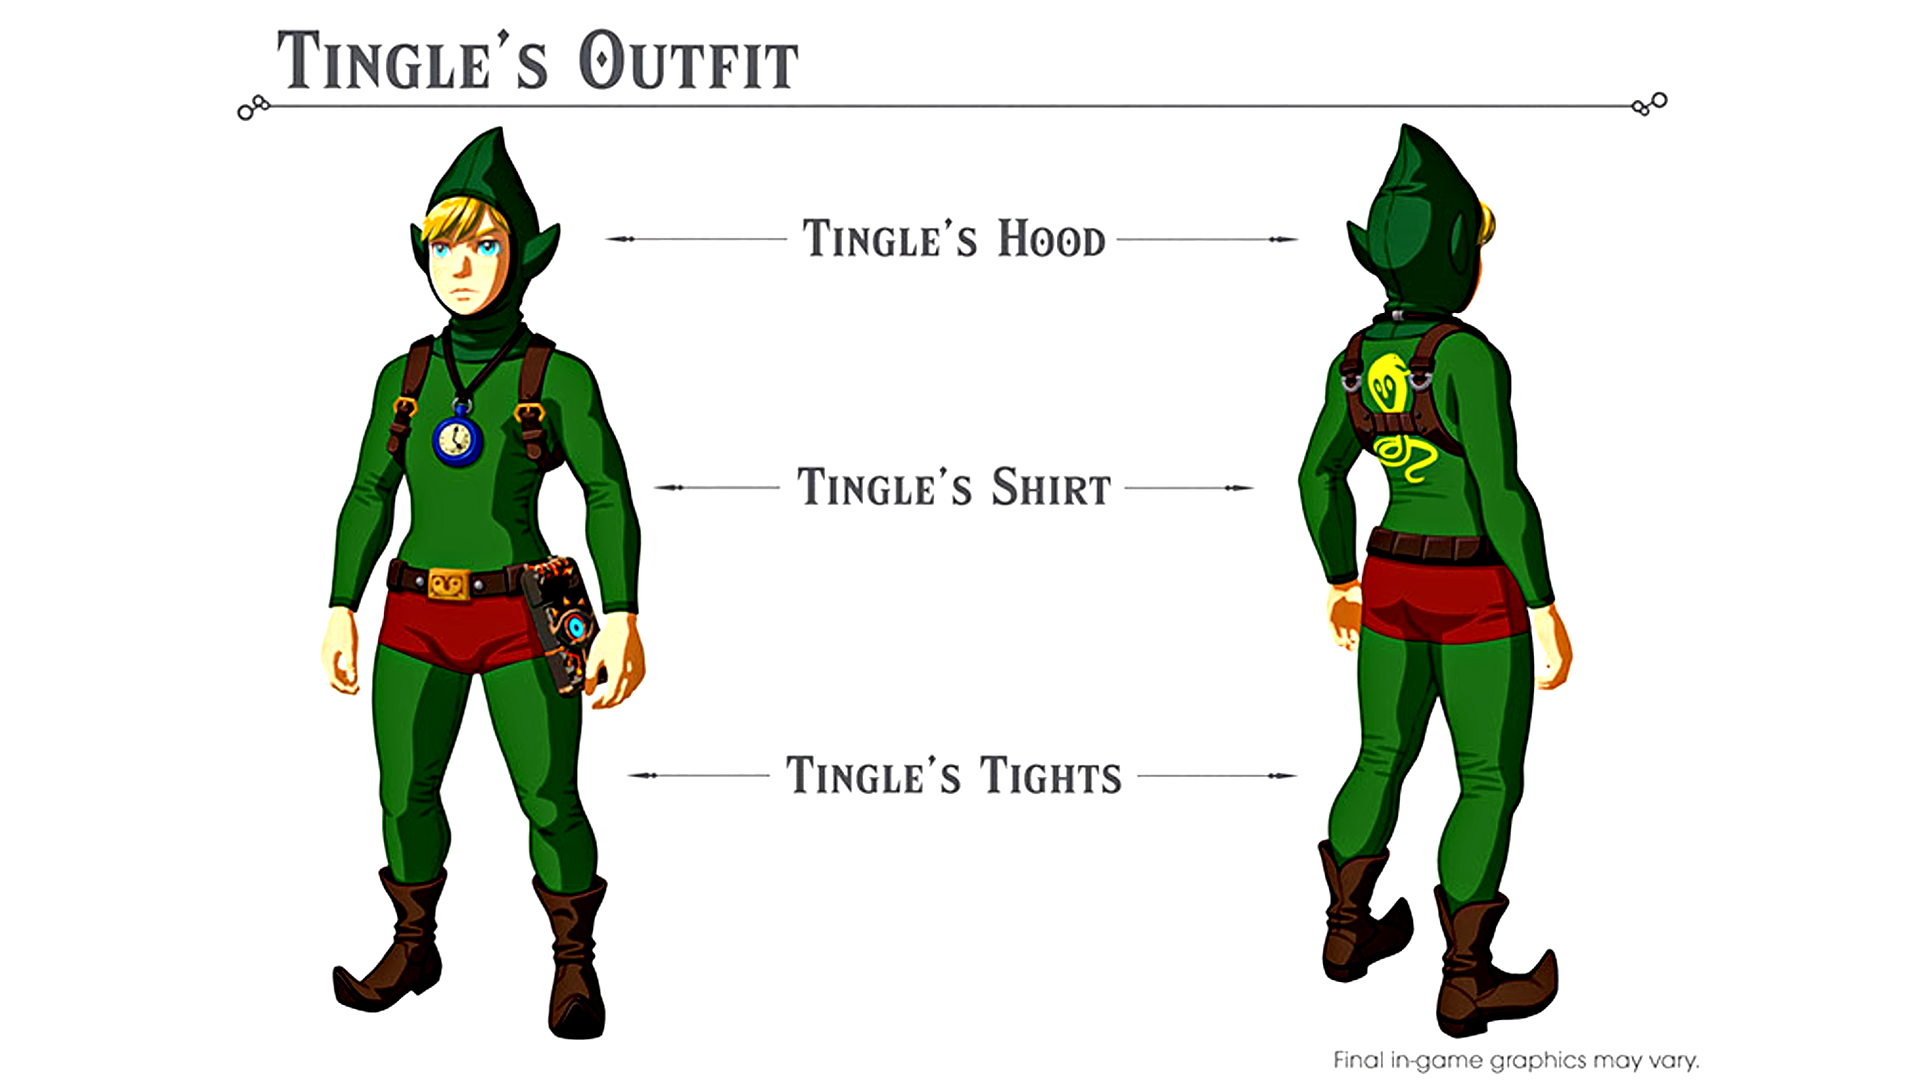 Tingle's Outfit
Tingle's Hood
Tingle's Shirt
Tingle's Tights
Final in-game graphics may vary.